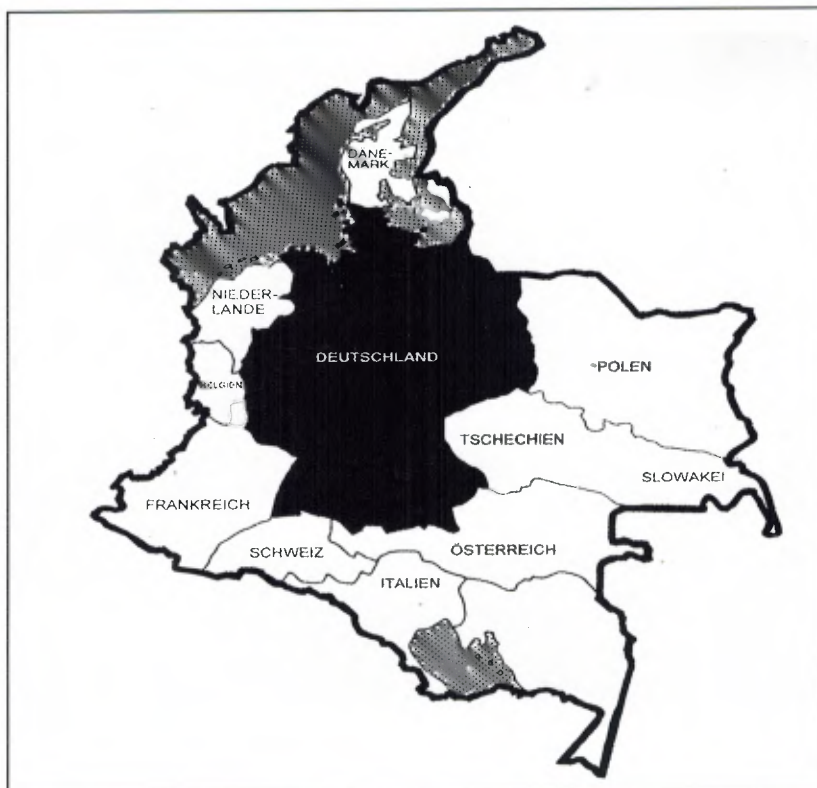 DÄNE-
MARK
NIEDER-
LANDE
DEUTSCHLAND
POLEN
BELGIEN
TSCHECHIEN
SLOWAKEI
FRANKREICH
SCHWEIZ
ÖSTERREICH
ITALIEN